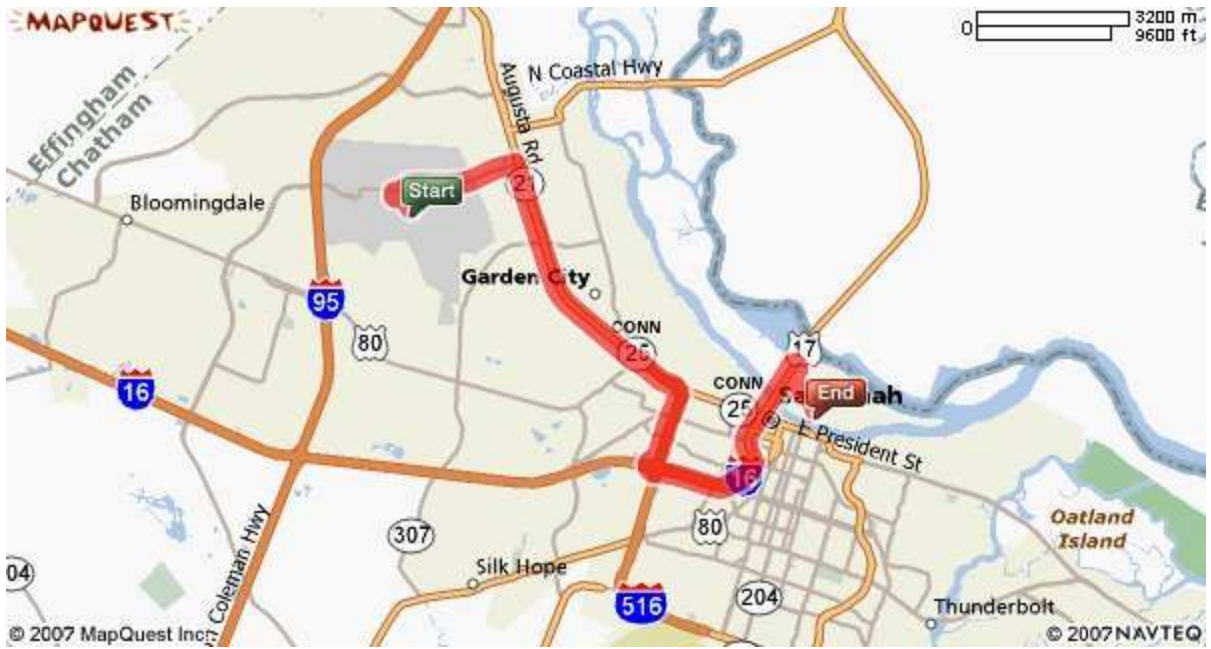 MAPQUEST
0
3200 m
9600 ft
Effingham
Chatham
Augusta Rd
N Coastal Hwy
Start
21
Bloomingdale
Garden City
95
80
CONN
25
17
16
CONN
25
End
E President St
16
80
307
Oatland
Island
Silk Hope
Coleman Hwy
516
204
Thunderbolt
© 2007 MapQuest Inc.
© 2007 NAVTEQ